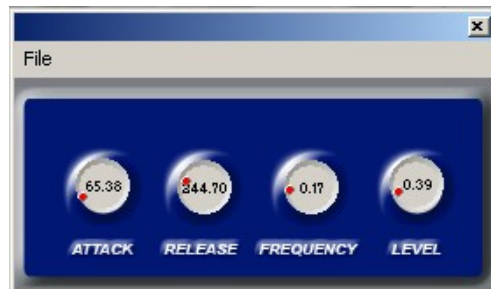 File
65.38 244.70 0.17 0.39
ATTACK RELEASE FREQUENCY LEVEL